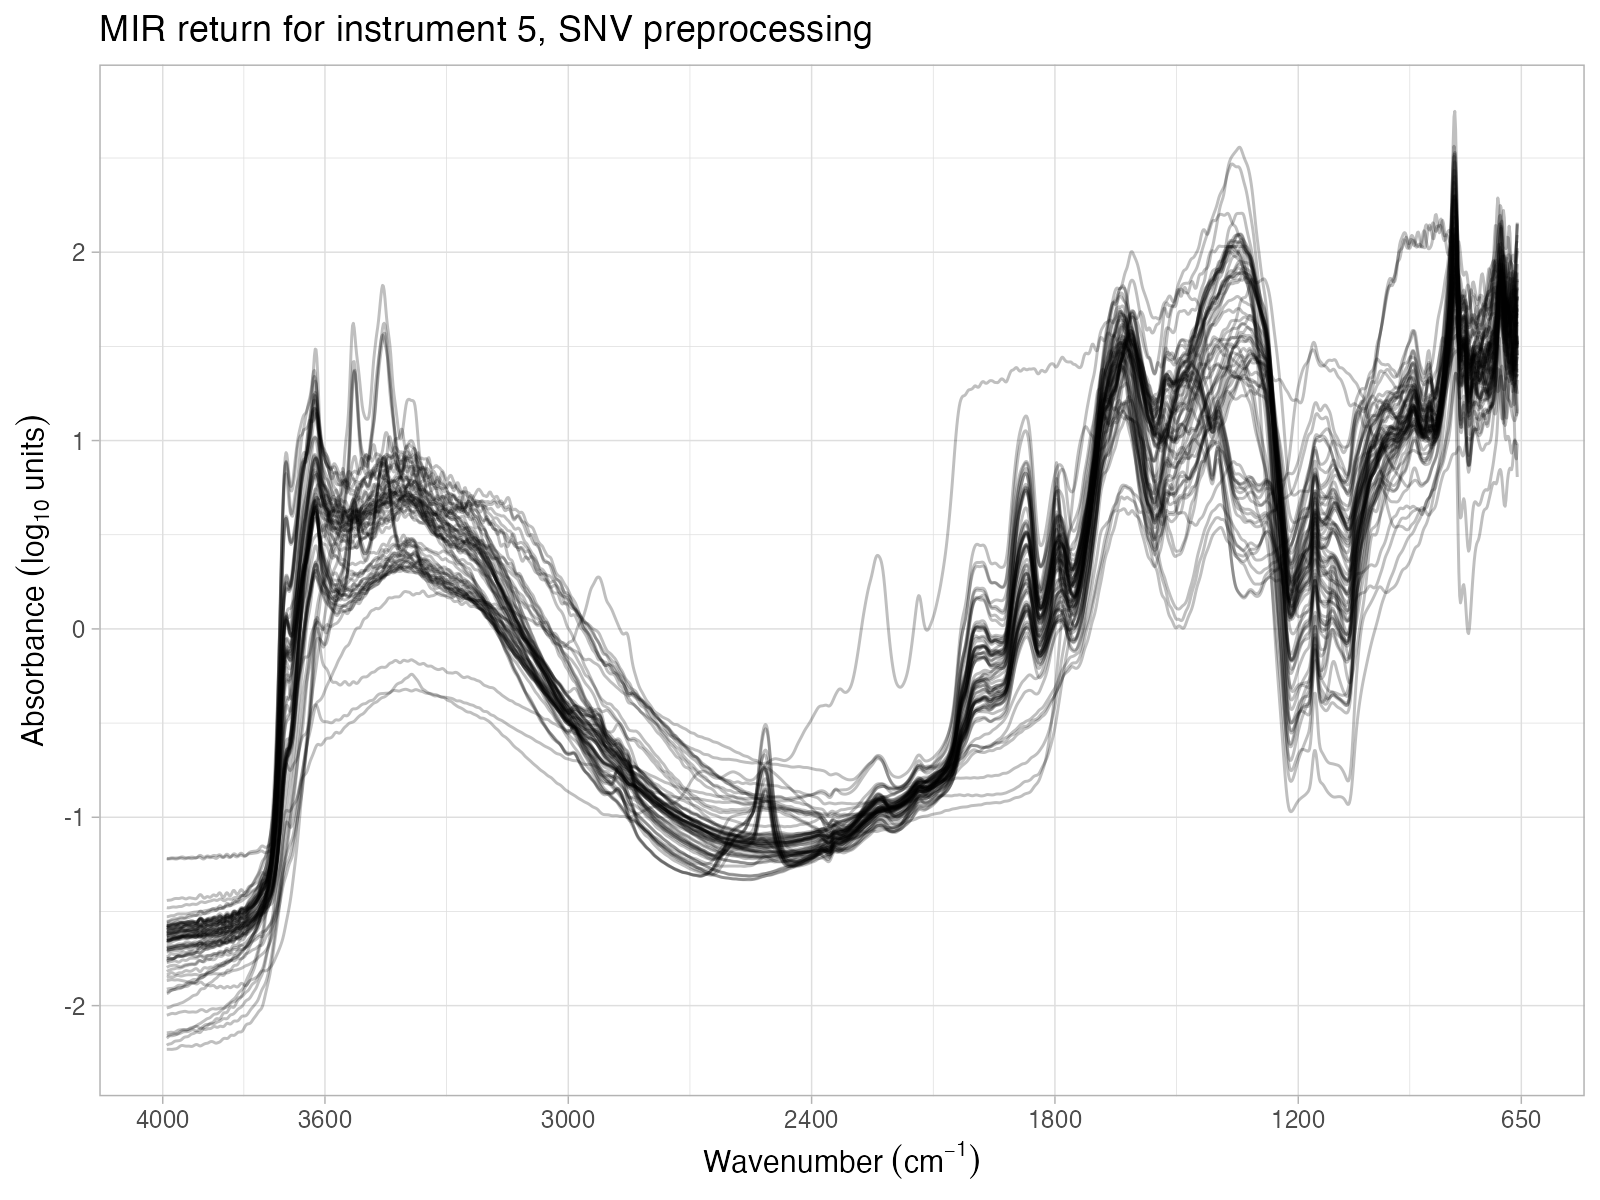 MIR return for instrument 5, SNV preprocessing
Absorbance (log₁₀ units)
2
1
0
-1
-2
4000 3600 3000 2400 1800 1200 650
Wavenumber (cm⁻¹)